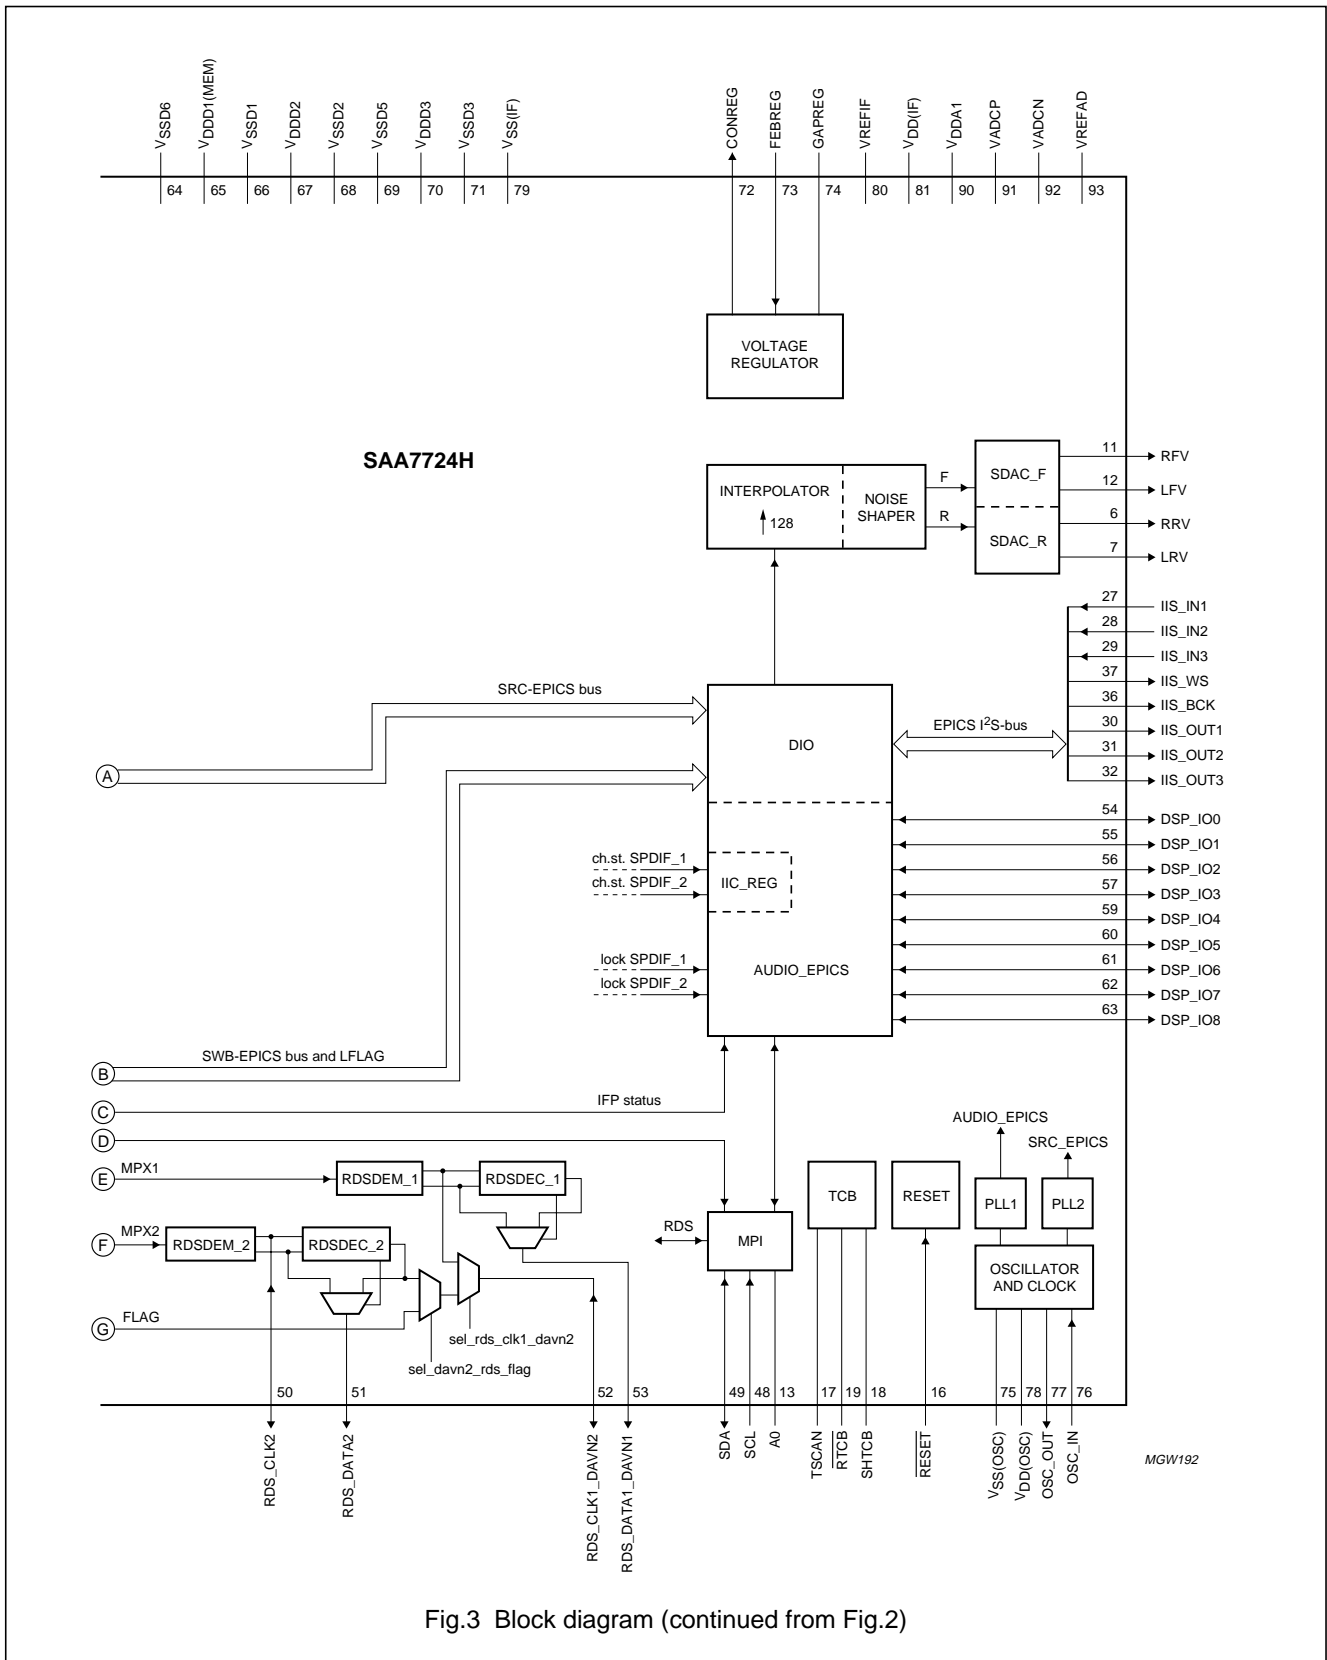 VSSD6
VDDD1(MEM)
VSSD1
VDDD2
VSSD2
VSSD5
VDDD3
VSSD3
VSS(IF)
CONREG
FEBREG
GAPREG
VREFIF
VDD(IF)
VDDA1
VADCP
VADCN
VREFAD
64 65 66 67 68 69 70 71 79 72 73 74 80 81 90 91 92 93
VOLTAGE
REGULATOR
SAA7724H
INTERPOLATOR
128
NOISE
SHAPER
F
R
SDAC_F
SDAC_R
11 RFV
12 LFV
6 RRV
7 LRV
27 IIS_IN1
28 IIS_IN2
29 IIS_IN3
37 IIS_WS
36 IIS_BCK
30 IIS_OUT1
31 IIS_OUT2
32 IIS_OUT3
SRC-EPICS bus
A
DIO
EPICS I2S-bus
54 DSP_IO0
55 DSP_IO1
56 DSP_IO2
57 DSP_IO3
59 DSP_IO4
60 DSP_IO5
61 DSP_IO6
62 DSP_IO7
63 DSP_IO8
ch.st. SPDIF_1
ch.st. SPDIF_2
IIC_REG
lock SPDIF_1
lock SPDIF_2
AUDIO_EPICS
B SWB-EPICS bus and LFLAG
C IFP status
D
E MPX1
RDSDEM_1
RDSDEC_1
F MPX2
RDSDEM_2
RDSDEC_2
G FLAG
sel_rds_clk1_davn2
sel_davn2_rds_flag
RDS
MPI
TCB
RESET
AUDIO_EPICS
SRC_EPICS
PLL1
PLL2
OSCILLATOR
AND CLOCK
50 51 52 53 49 48 13 17 19 18 16 75 78 77 76
RDS_CLK2
RDS_DATA2
RDS_CLK1_DAVN2
RDS_DATA1_DAVN1
SDA
SCL
A0
TSCAN
RTCB
SHTCB
RESET
VSS(OSC)
VDD(OSC)
OSC_OUT
OSC_IN
MGW192
Fig.3 Block diagram (continued from Fig.2)